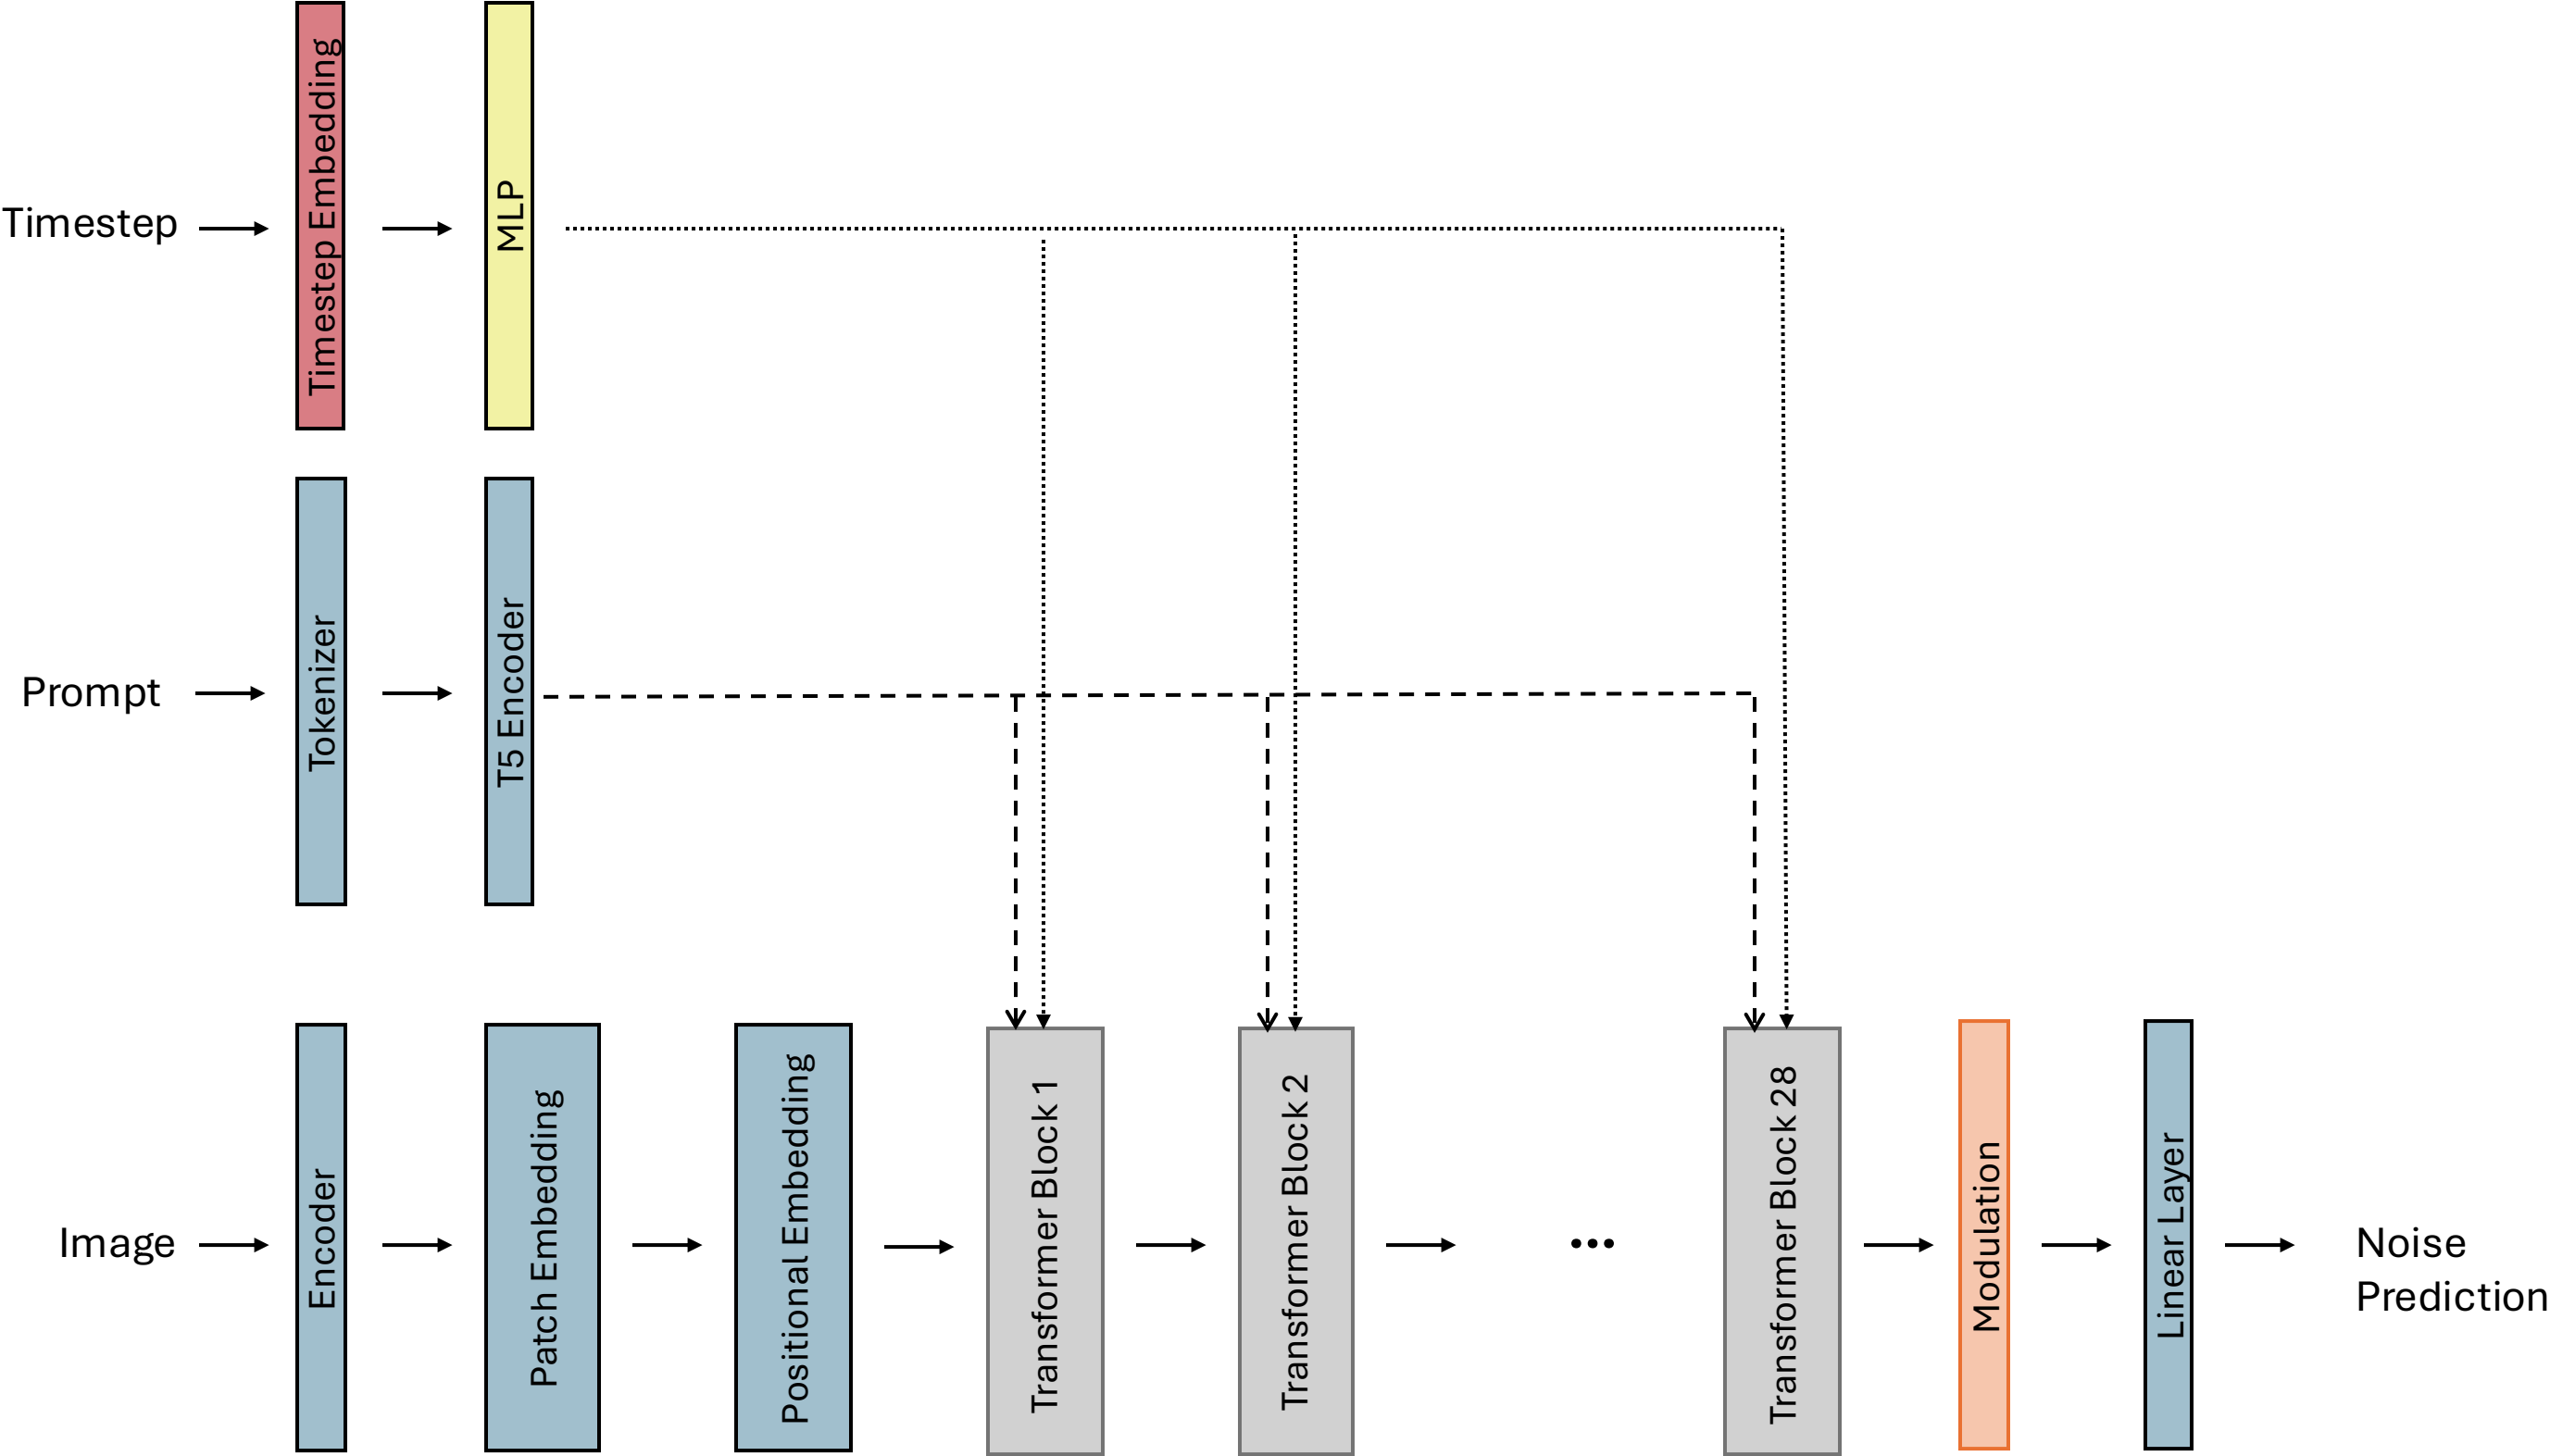 Timestep
Timestep Embedding
MLP
Prompt
Tokenizer
T5 Encoder
Image
Encoder
Patch Embedding
Positional Embedding
Transformer Block 1
Transformer Block 2
...
Transformer Block 28
Modulation
Linear Layer
Noise
Prediction